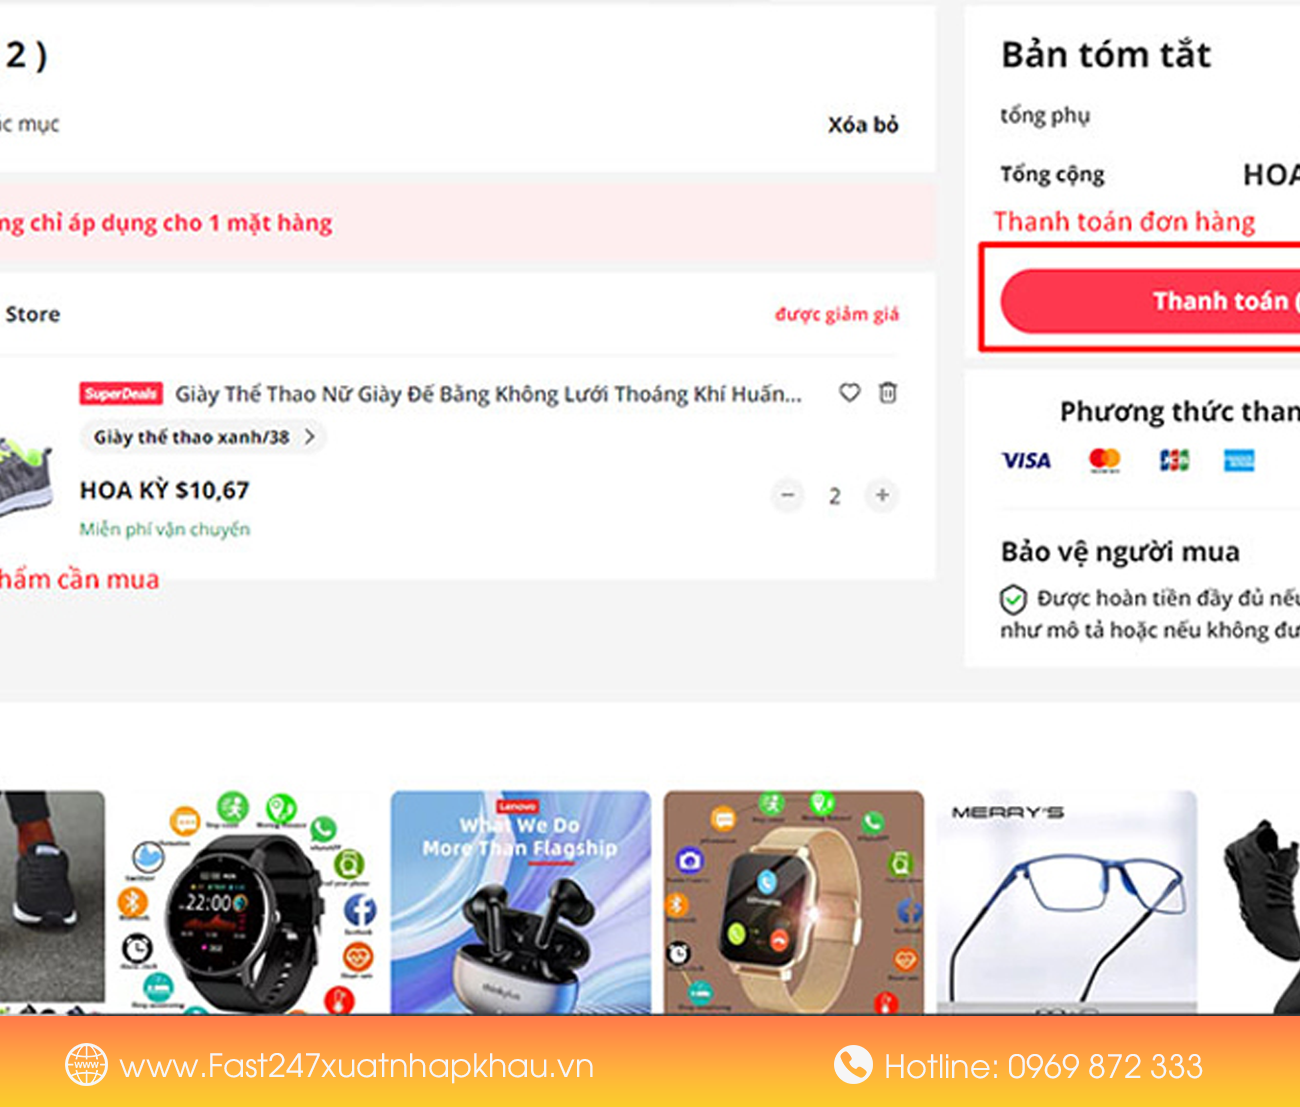 2 )
mục
Xóa bỏ
chỉ áp dụng cho 1 mặt hàng
Store
được giảm giá
SuperDeals Giày Thể Thao Nữ Giày Đế Bằng Không Lưới Thoáng Khí Huấn...
Giày thể thao xanh/38
HOA KỲ $10,67
2
Miễn phí vận chuyển
cần mua
Bản tóm tắt
tổng phụ
Tổng cộng HOA
Thanh toán đơn hàng
Thanh toán (
Phương thức than
VISA
JCB
Bảo vệ người mua
Được hoàn tiền đầy đủ nếu
như mô tả hoặc nếu không
22:00
Lenovo
What We Do
More Than Flagship
thinkplus
MERRY'S
www
www.Fast247xuatnhapkhau.vn
Hotline: 0969 872 333